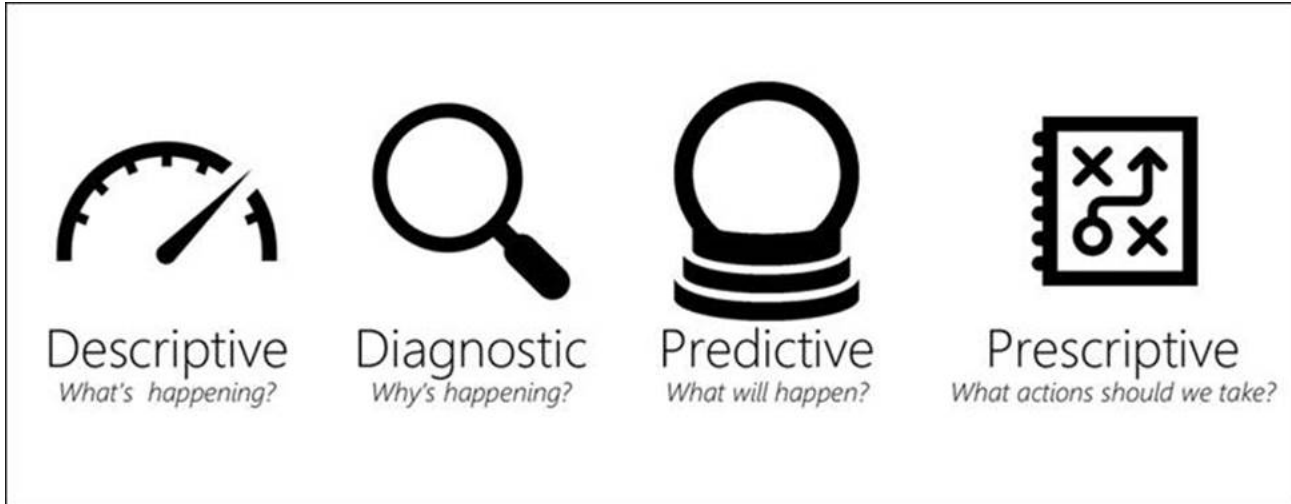 Descriptive
What's happening?
Diagnostic
Why's happening?
Predictive
What will happen?
Prescriptive
What actions should we take?